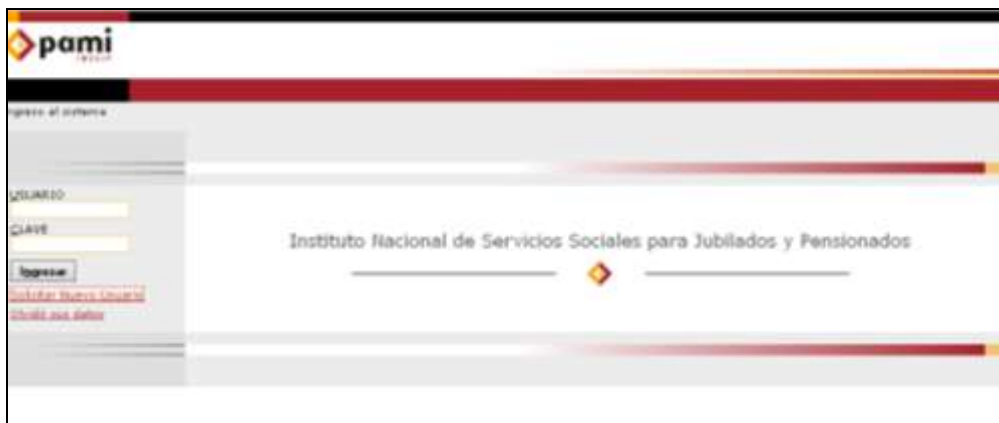 pami
INSSJP
Ingreso al sistema
USUARIO
CLAVE
Instituto Nacional de Servicios Sociales para Jubilados y Pensionados
Ingresar
Solicitar Nuevo Usuario
Olvidó sus datos